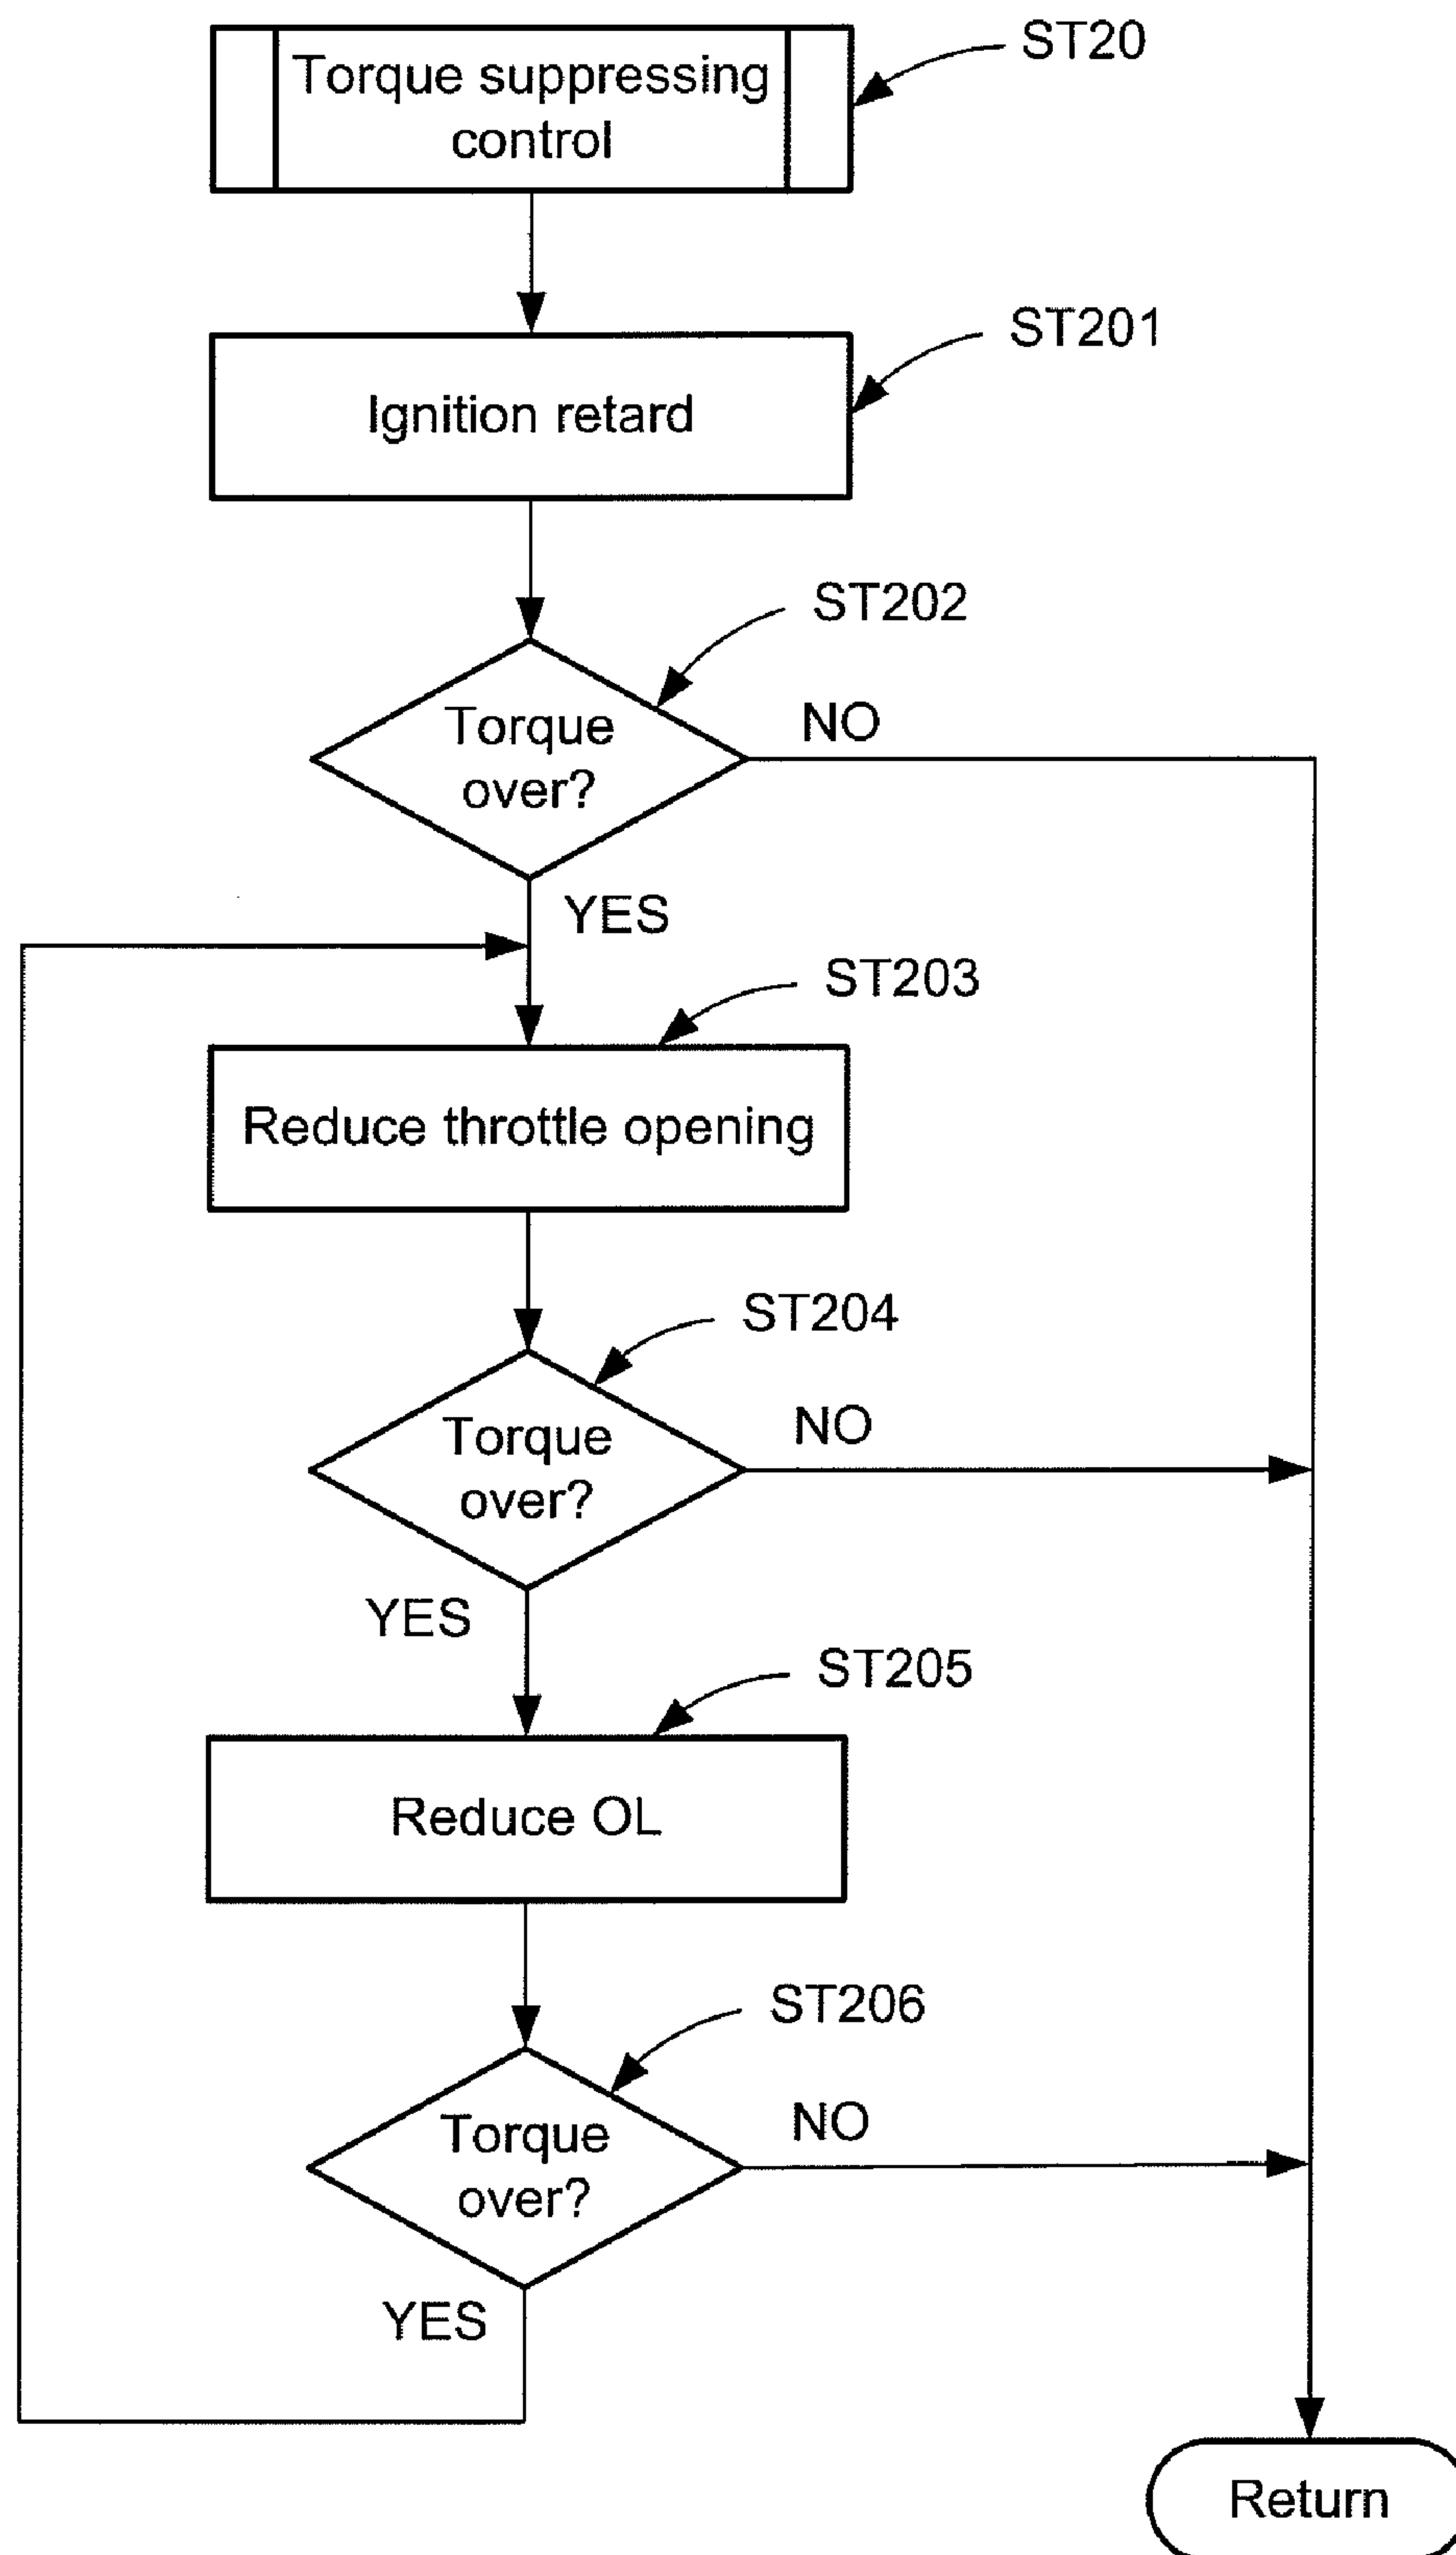 Torque suppressing
control
ST20
Ignition retard
ST201
ST202
Torque
over?
NO
YES
ST203
Reduce throttle opening
ST204
Torque
over?
NO
YES
ST205
Reduce OL
ST206
Torque
over?
NO
YES
Return